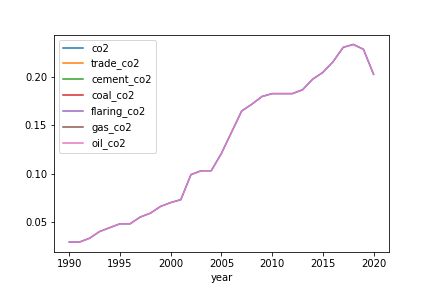 co2
trade_co2
cement_co2
coal_co2
flaring_co2
gas_co2
oil_co2
0.20
0.15
0.10
0.05
1990 1995 2000 2005 2010 2015 2020
year